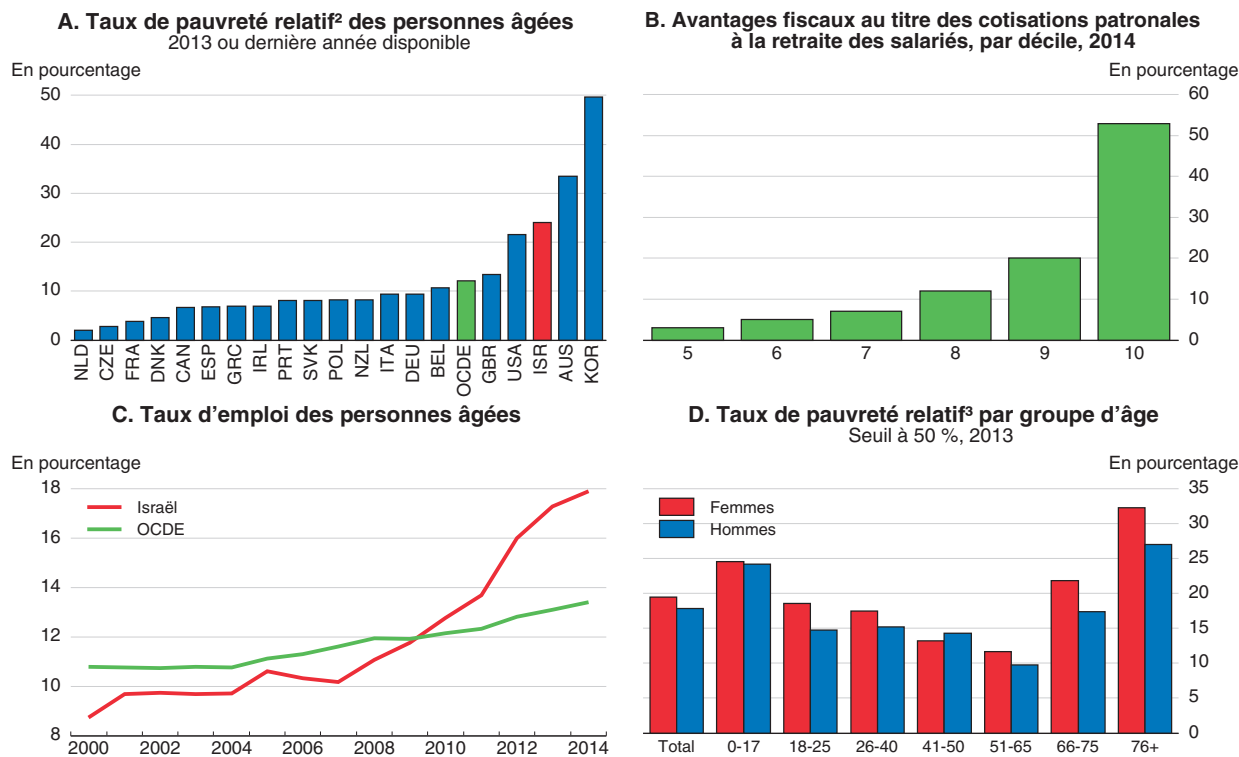 A. Taux de pauvreté relatif² des personnes âgées
2013 ou dernière année disponible
En pourcentage
50
40
30
20
10
0
NLD
CZE
FRA
DNK
CAN
ESP
GRC
IRL
PRT
SVK
POL
NZL
ITA
DEU
BEL
OCDE
GBR
USA
ISR
AUS
KOR
B. Avantages fiscaux au titre des cotisations patronales
à la retraite des salariés, par décile, 2014
En pourcentage
60
50
40
30
20
10
0
5 6 7 8 9 10
C. Taux d’emploi des personnes âgées
En pourcentage
18
16
14
12
10
8
Israël
OCDE
2000 2002 2004 2006 2008 2010 2012 2014
D. Taux de pauvreté relatif³ par groupe d’âge
Seuil à 50 %, 2013
En pourcentage
35
30
25
20
15
10
5
0
Femmes
Hommes
Total 0-17 18-25 26-40 41-50 51-65 66-75 76+